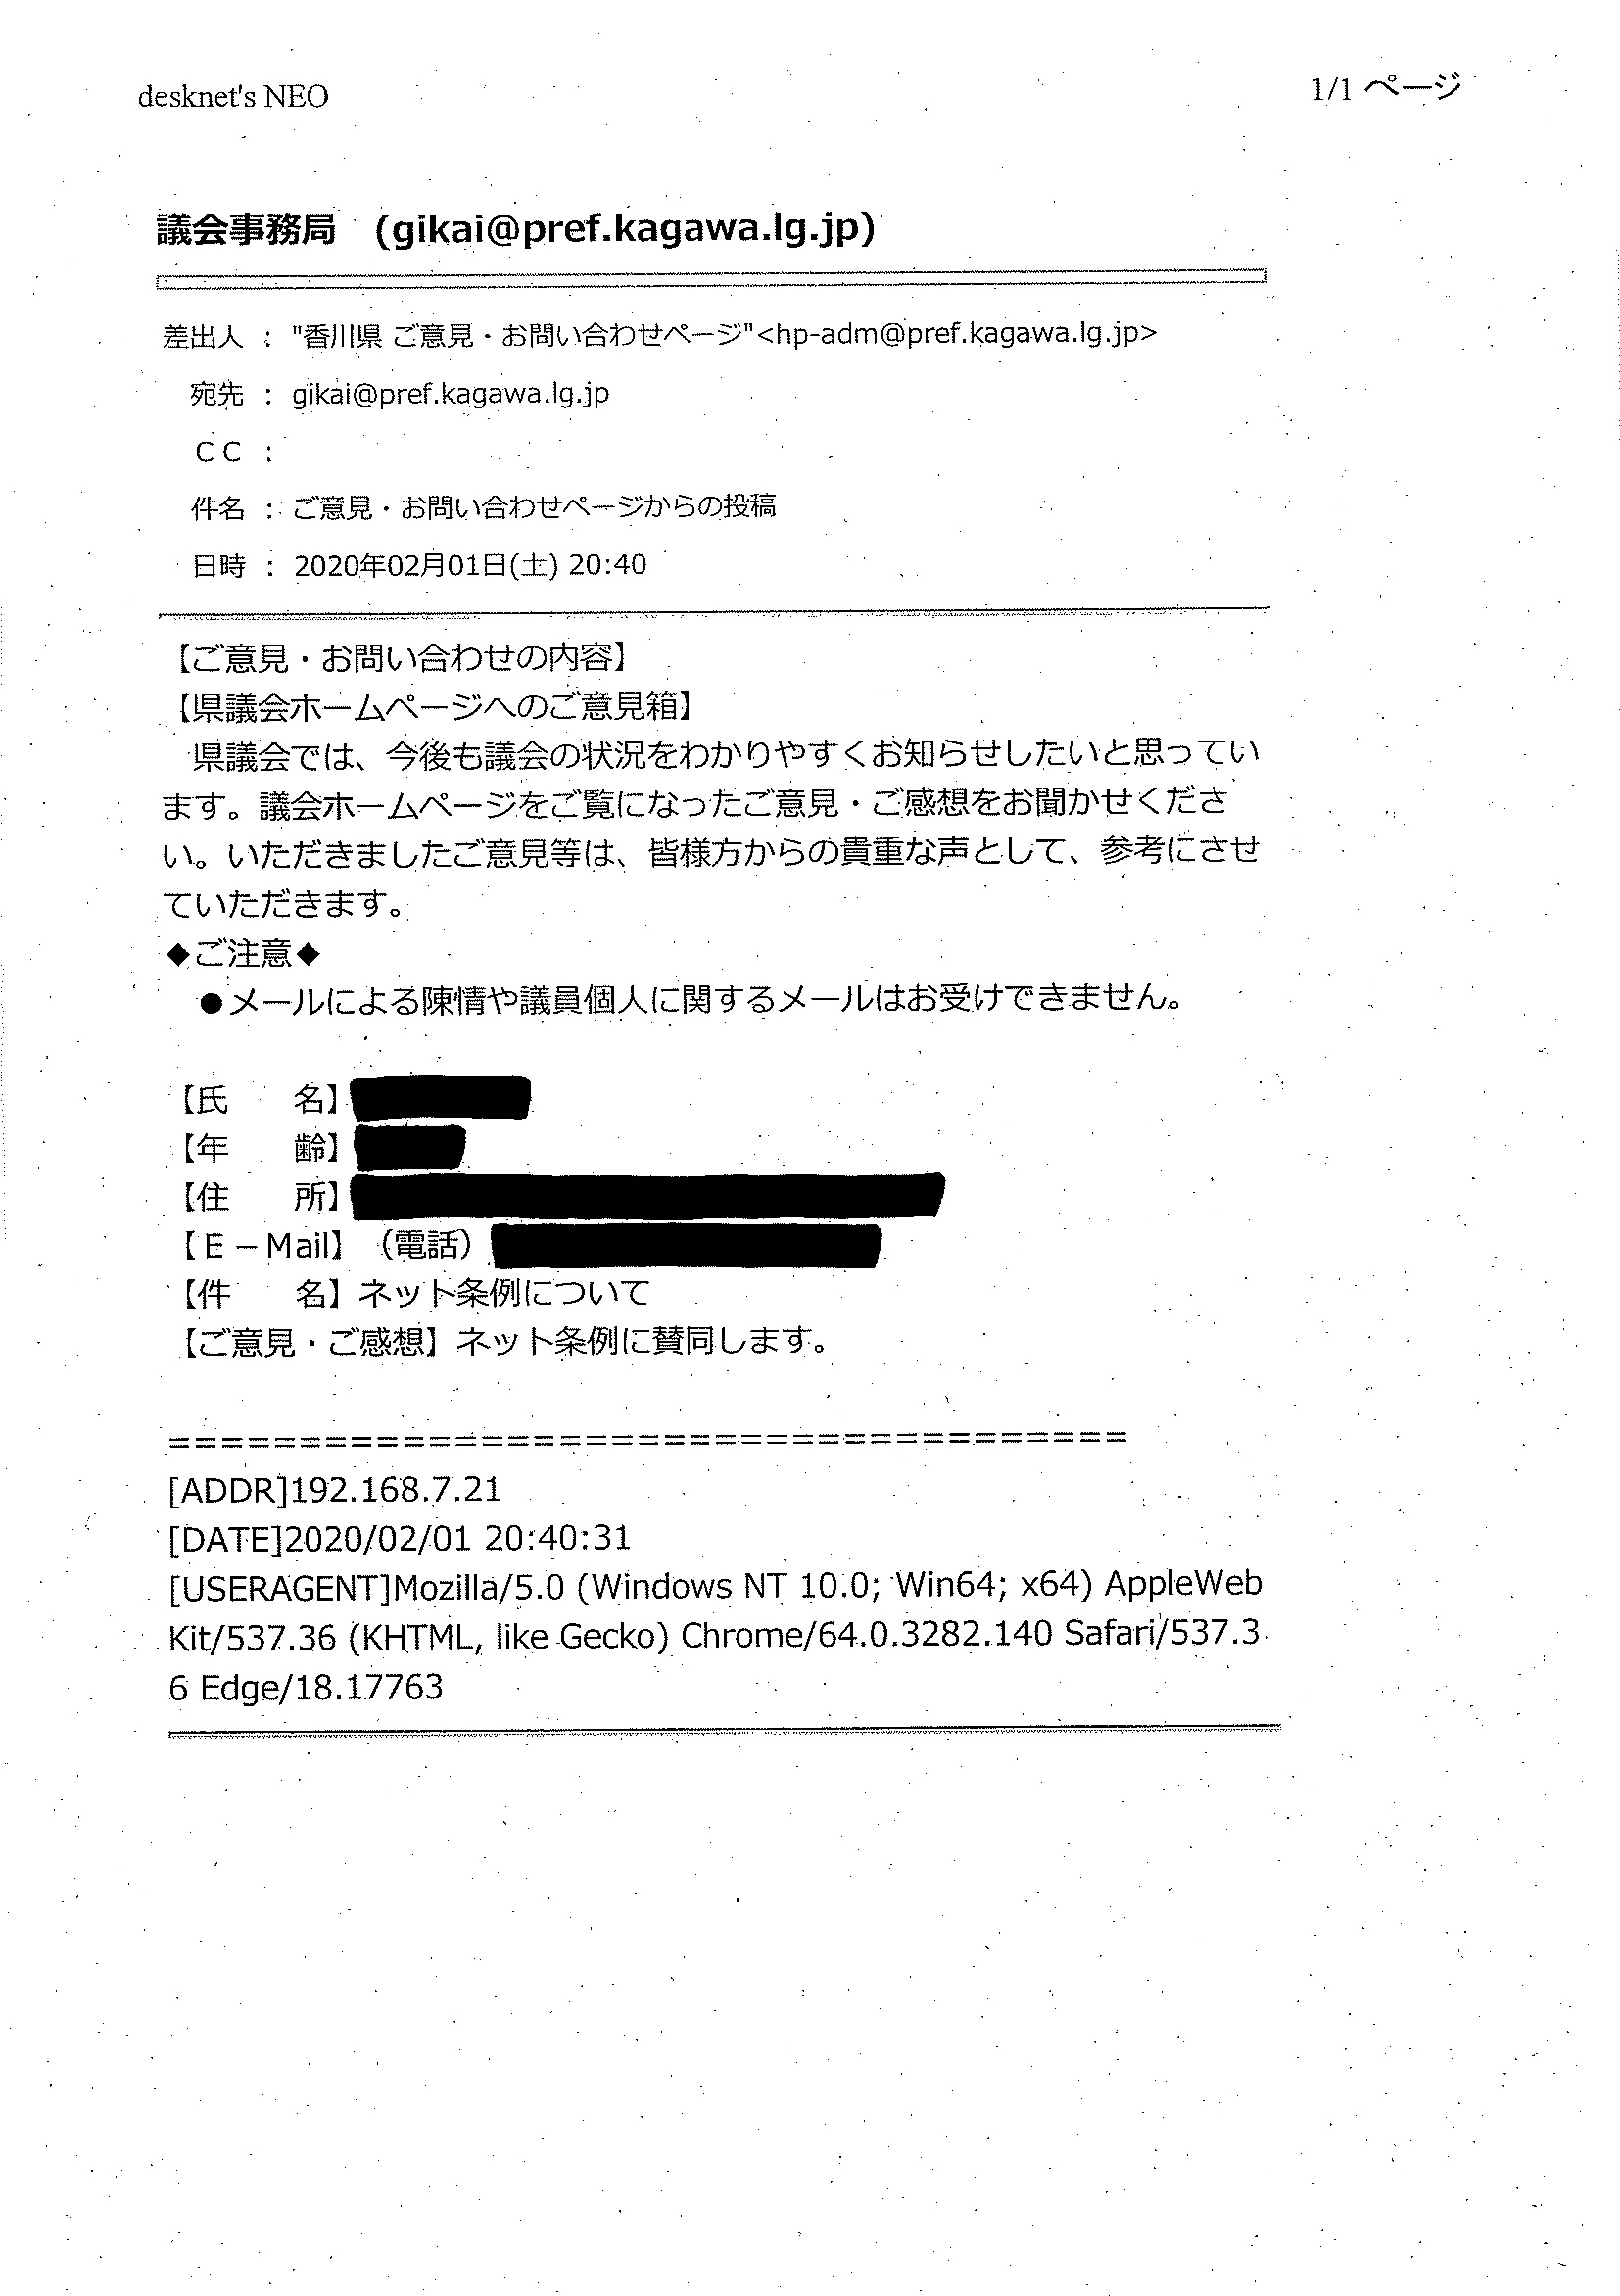 desknet's NEO
1/1 ページ
議会事務局　(gikai@pref.kagawa.lg.jp)
差出人 ： "香川県 ご意見・お問い合わせページ"<hp-adm@pref.kagawa.lg.jp>
宛先 ： gikai@pref.kagawa.lg.jp
ＣＣ ：
件名 ： ご意見・お問い合わせページからの投稿
日時 ： 2020年02月01日(土) 20:40
【ご意見・お問い合わせの内容】
【県議会ホームページへのご意見箱】
　県議会では、今後も議会の状況をわかりやすくお知らせしたいと思ってい
ます。議会ホームページをご覧になったご意見・ご感想をお聞かせくださ
い。いただきましたご意見等は、皆様方からの貴重な声として、参考にさせ
ていただきます。
◆ご注意◆
　●メールによる陳情や議員個人に関するメールはお受けできません。
【氏　　名】
【年　　齢】
【住　　所】
【Ｅ－Mail】（電話）
【件　　名】ネット条例について
【ご意見・ご感想】ネット条例に賛同します。
=====================================
[ADDR]192.168.7.21
[DATE]2020/02/01 20:40:31
[USERAGENT]Mozilla/5.0 (Windows NT 10.0; Win64; x64) AppleWeb
Kit/537.36 (KHTML, like Gecko) Chrome/64.0.3282.140 Safari/537.3
6 Edge/18.17763